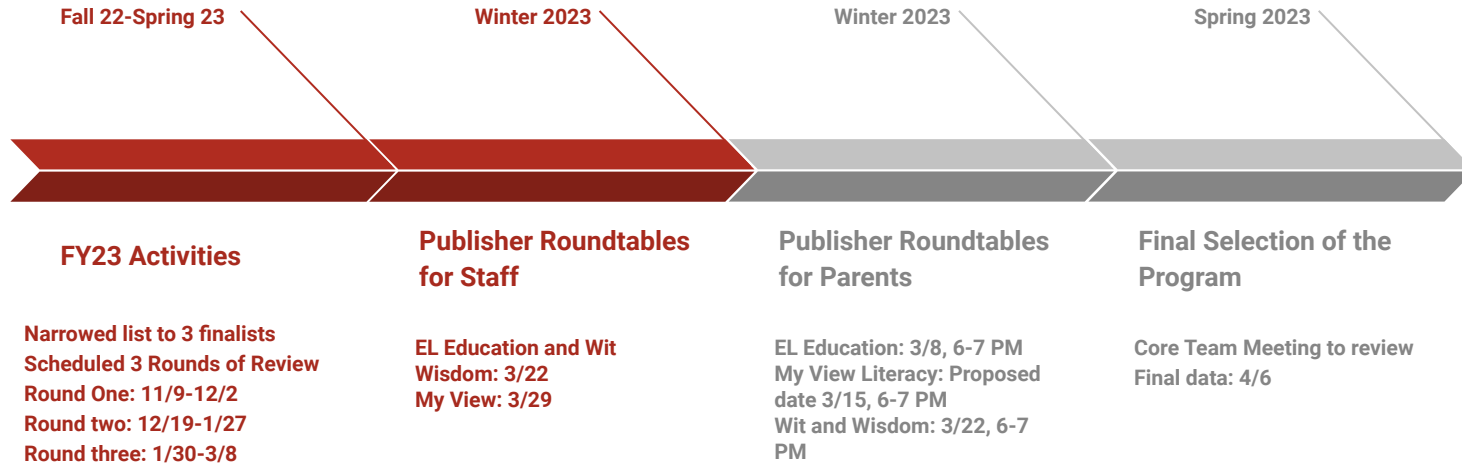 Fall 22-Spring 23
Winter 2023
Winter 2023
Spring 2023
FY23 Activities
Narrowed list to 3 finalists
Scheduled 3 Rounds of Review
Round One: 11/9-12/2
Round two: 12/19-1/27
Round three: 1/30-3/8
Publisher Roundtables
for Staff
EL Education and Wit
Wisdom: 3/22
My View: 3/29
Publisher Roundtables
for Parents
EL Education: 3/8, 6-7 PM
My View Literacy: Proposed
date 3/15, 6-7 PM
Wit and Wisdom: 3/22, 6-7
PM
Final Selection of the
Program
Core Team Meeting to review
Final data: 4/6